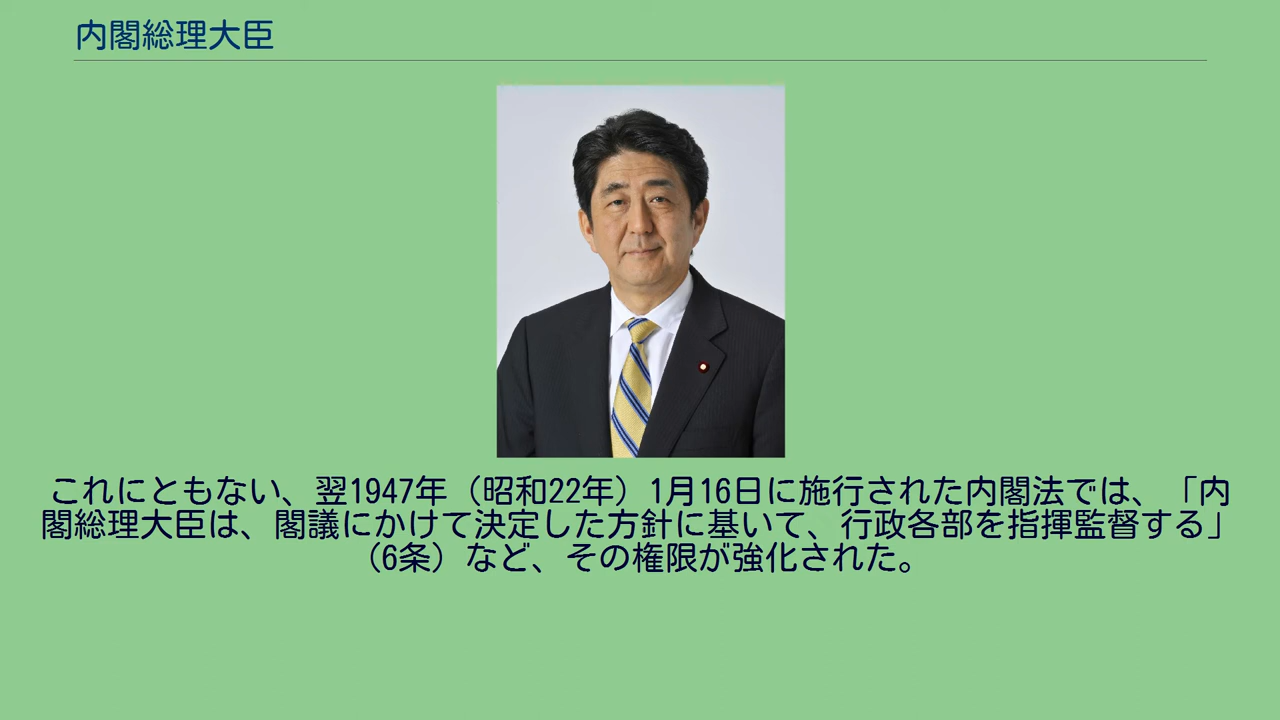 内閣総理大臣
これにともない、翌1947年（昭和22年）1月16日に施行された内閣法では、「内
閣総理大臣は、閣議にかけて決定した方針に基いて、行政各部を指揮監督する」
（6条）など、その権限が強化された。